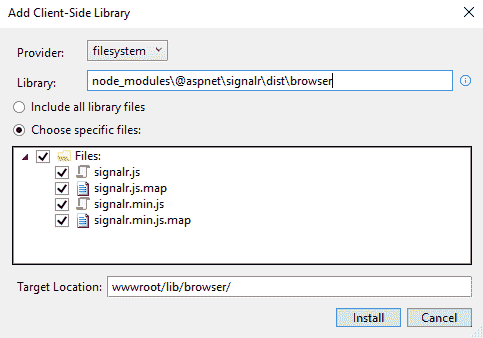 Add Client-Side Library
Provider: filesystem
Library: node_modules\@aspnet\signalr\dist\browser
Include all library files
Choose specific files:
Files:
signalr.js
signalr.js.map
signalr.min.js
signalr.min.js.map
Target Location: wwwroot/lib/browser/
Install Cancel